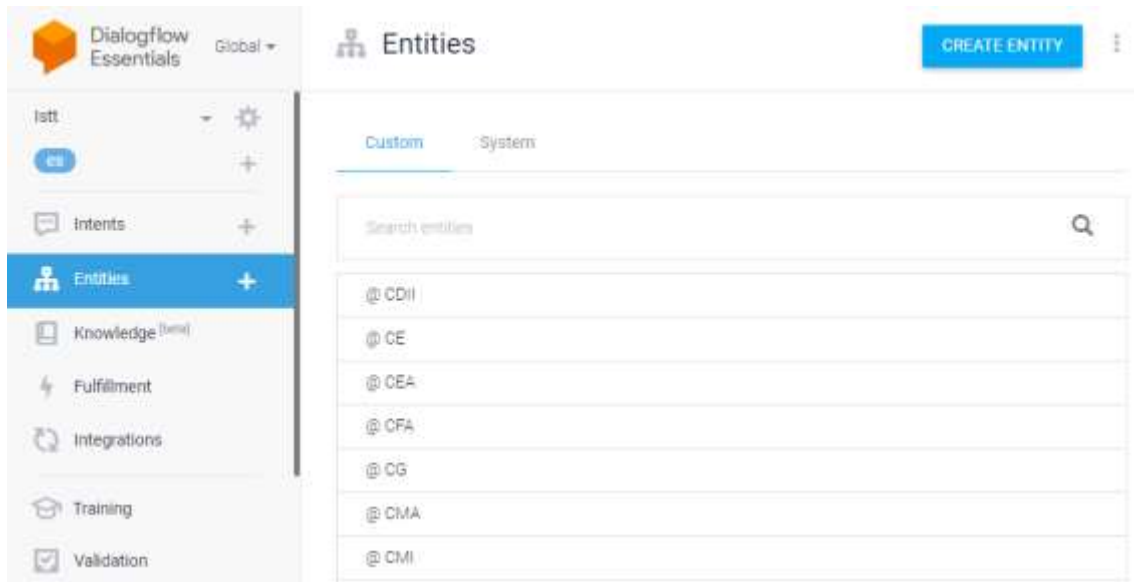 Dialogflow
Essentials
Global
Istt
es
Intents
Entities
Knowledge [beta]
Fulfillment
Integrations
Training
Validation
Entities
CREATE ENTITY
Custom
System
Search entities
@ CDII
@ CE
@ CEA
@ CFA
@ CG
@ CMA
@ CMI